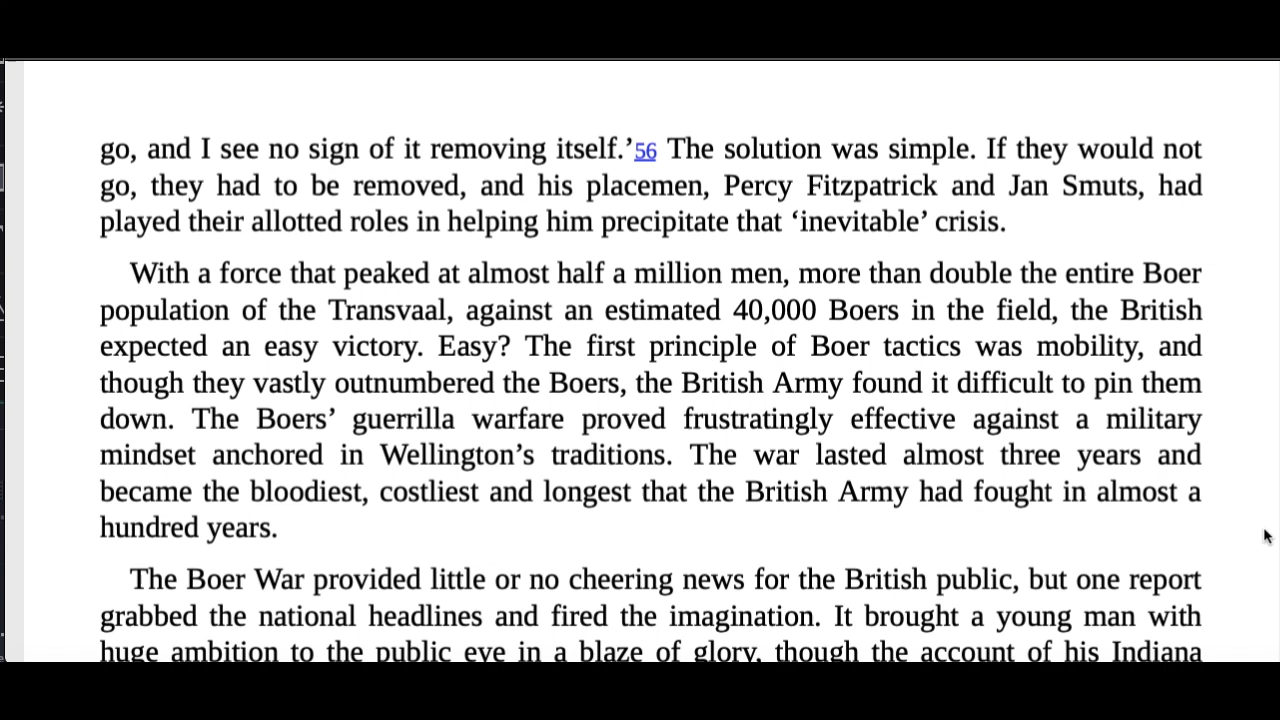 go, and I see no sign of it removing itself.’56 The solution was simple. If they would not
go, they had to be removed, and his placemen, Percy Fitzpatrick and Jan Smuts, had
played their allotted roles in helping him precipitate that ‘inevitable’ crisis.
With a force that peaked at almost half a million men, more than double the entire Boer
population of the Transvaal, against an estimated 40,000 Boers in the field, the British
expected an easy victory. Easy? The first principle of Boer tactics was mobility, and
though they vastly outnumbered the Boers, the British Army found it difficult to pin them
down. The Boers’ guerrilla warfare proved frustratingly effective against a military
mindset anchored in Wellington’s traditions. The war lasted almost three years and
became the bloodiest, costliest and longest that the British Army had fought in almost a
hundred years.
The Boer War provided little or no cheering news for the British public, but one report
grabbed the national headlines and fired the imagination. It brought a young man with
huge ambition to the public eye in a blaze of glory, though the account of his Indiana